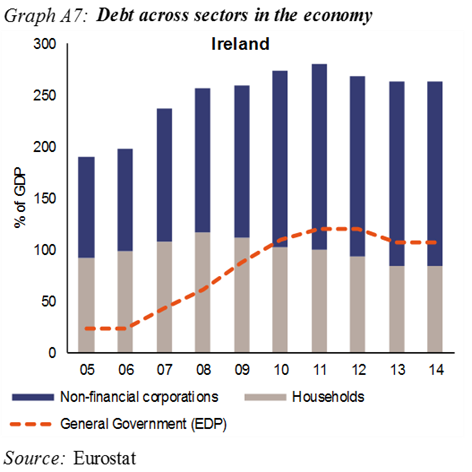 Graph A7: Debt across sectors in the economy
Ireland
300
250
200
150
100
50
0
% of GDP
05 06 07 08 09 10 11 12 13 14
Non-financial corporations Households
General Government (EDP)
Source: Eurostat